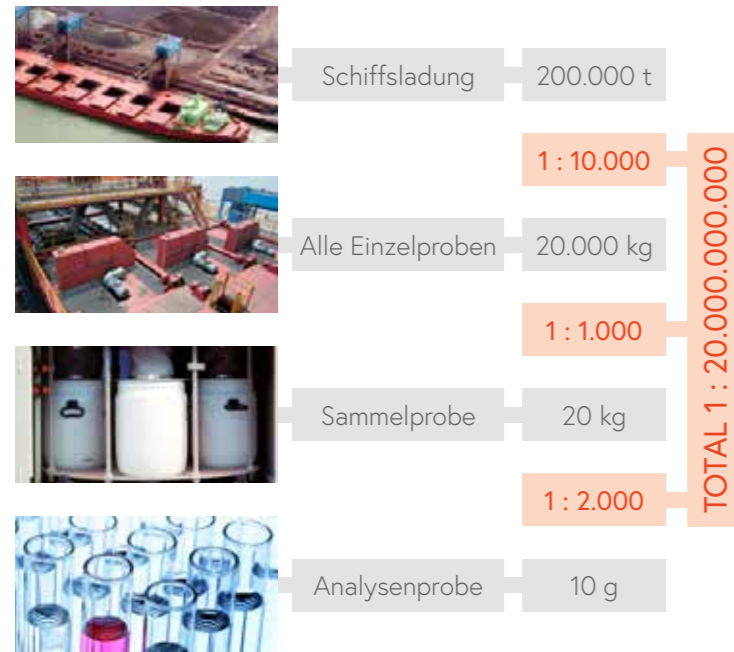 Schiffsladung
200.000 t
1 : 10.000
Alle Einzelproben
20.000 kg
1 : 1.000
Sammelprobe
20 kg
1 : 2.000
Analysenprobe
10 g
TOTAL 1 : 20.000.000.000